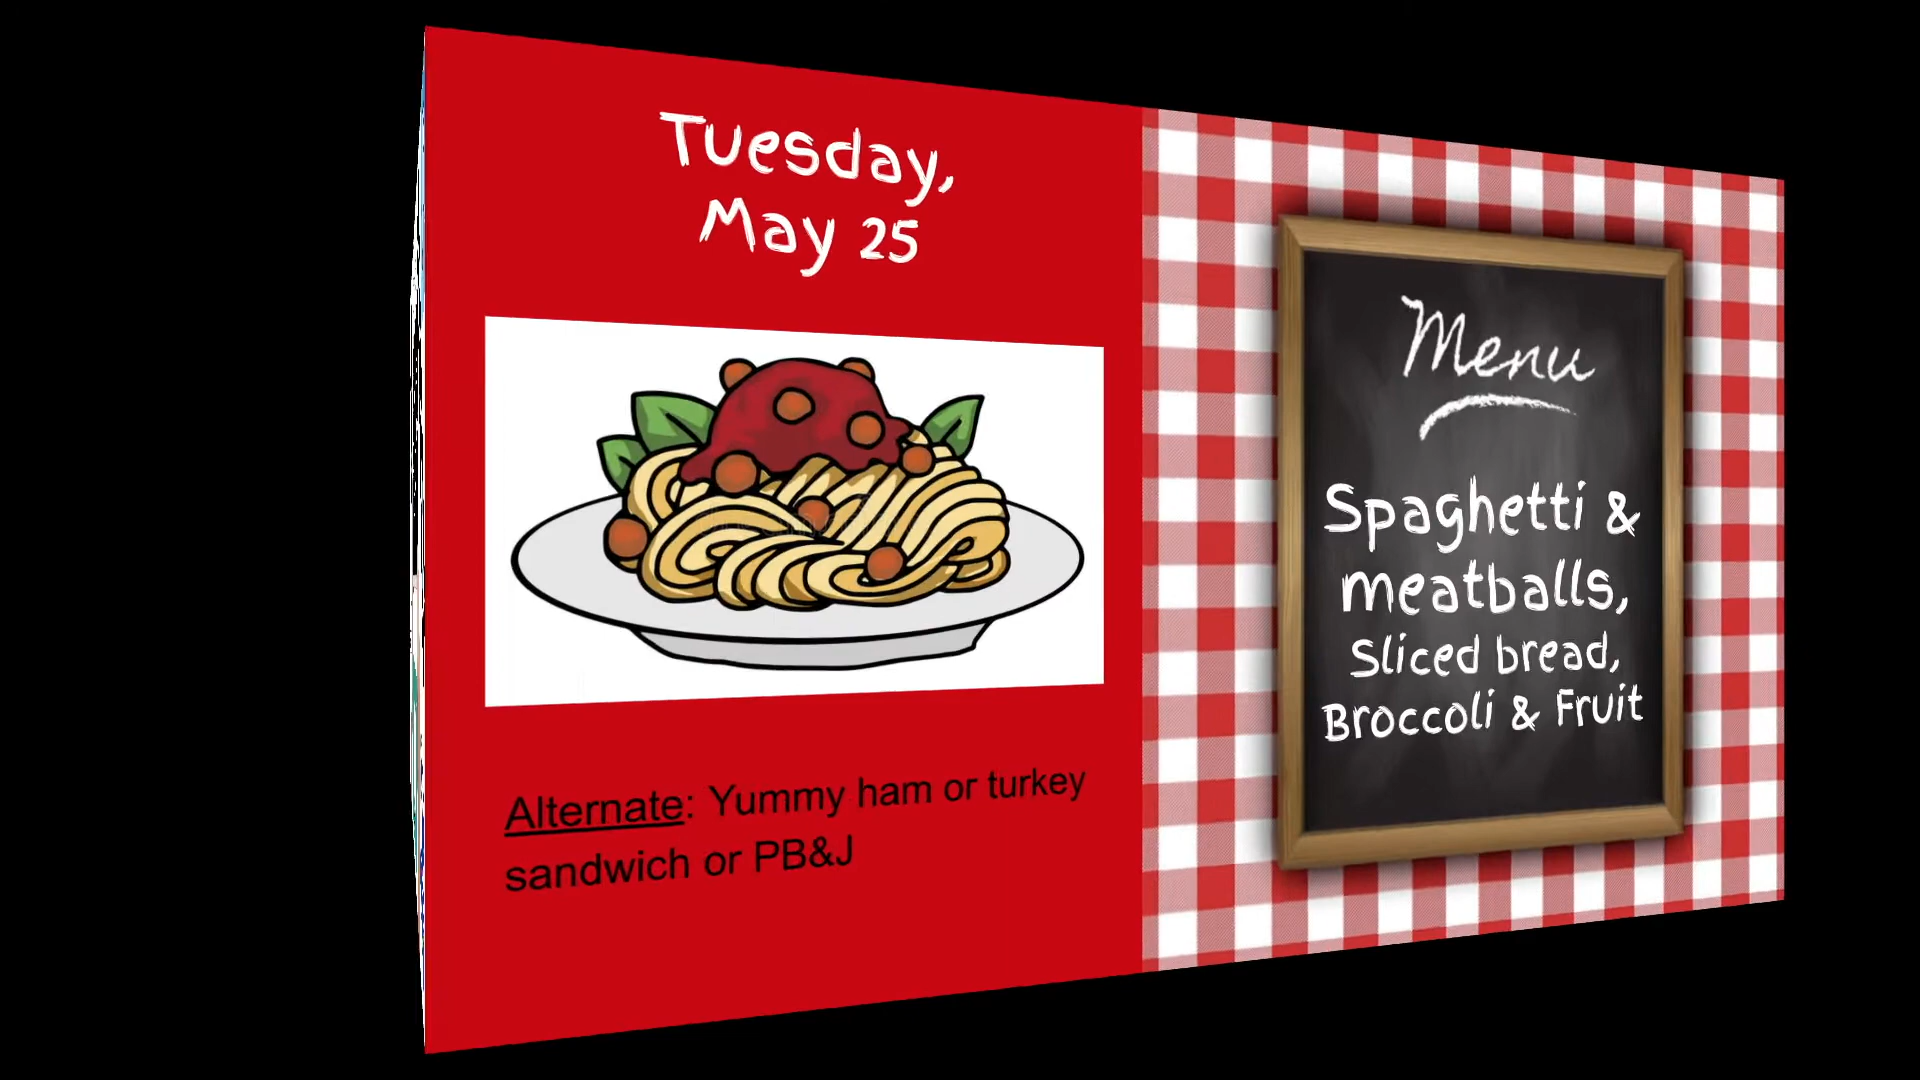 Tuesday,
May 25
Alternate: Yummy ham or turkey
sandwich or PB&J
Menu
Spaghetti &
meatballs,
Sliced bread,
Broccoli & Fruit